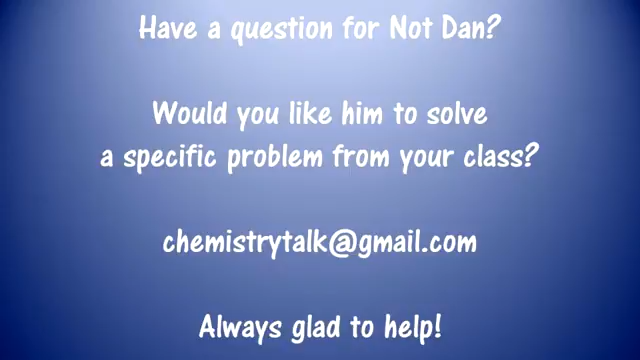 Have a question for Not Dan?
Would you like him to solve
a specific problem from your class?
chemistrytalk@gmail.com
Always glad to help!